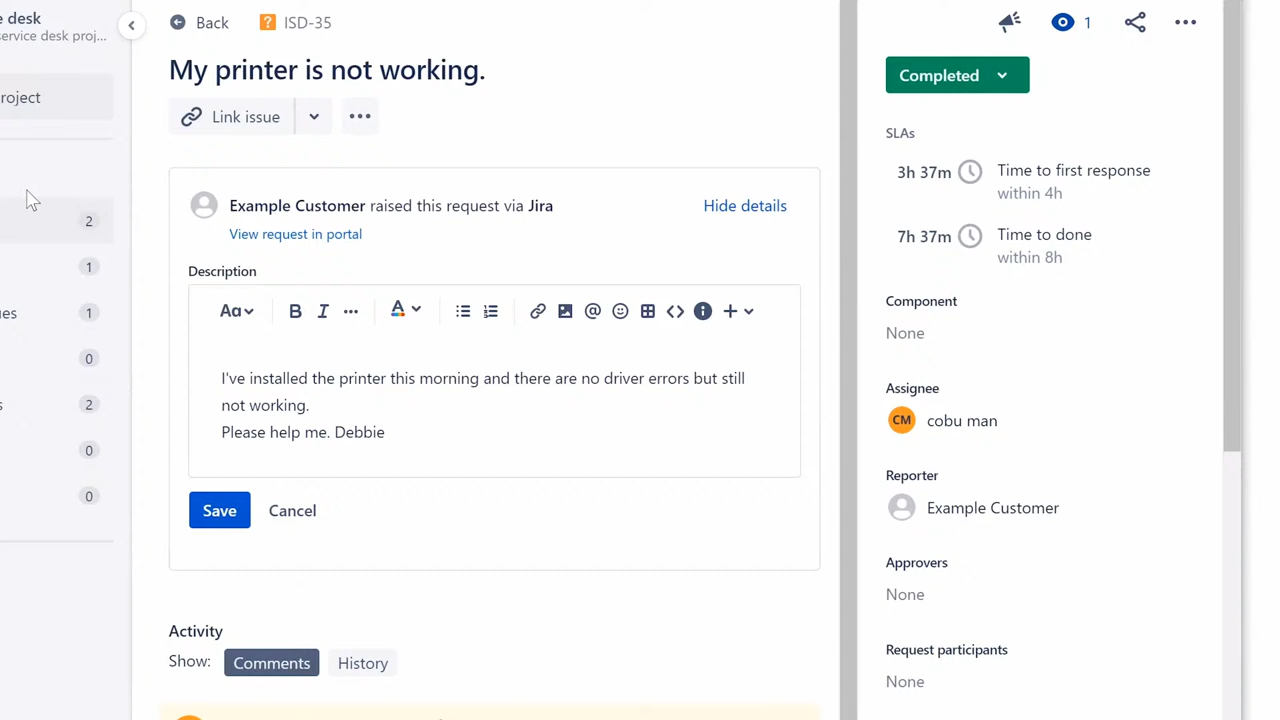 e desk
service desk proj...
roject
2
1
ues
1
0
s
2
0
0
Back
ISD-35
My printer is not working.
Link issue
Example Customer raised this request via Jira
Hide details
View request in portal
Description
Aa
B
I
A
@
I've installed the printer this morning and there are no driver errors but still
not working.
Please help me. Debbie
Save
Cancel
Activity
Show:
Comments
History
1
Completed
SLAs
3h 37m
Time to first response
within 4h
7h 37m
Time to done
within 8h
Component
None
Assignee
CM
cobu man
Reporter
Example Customer
Approvers
None
Request participants
None